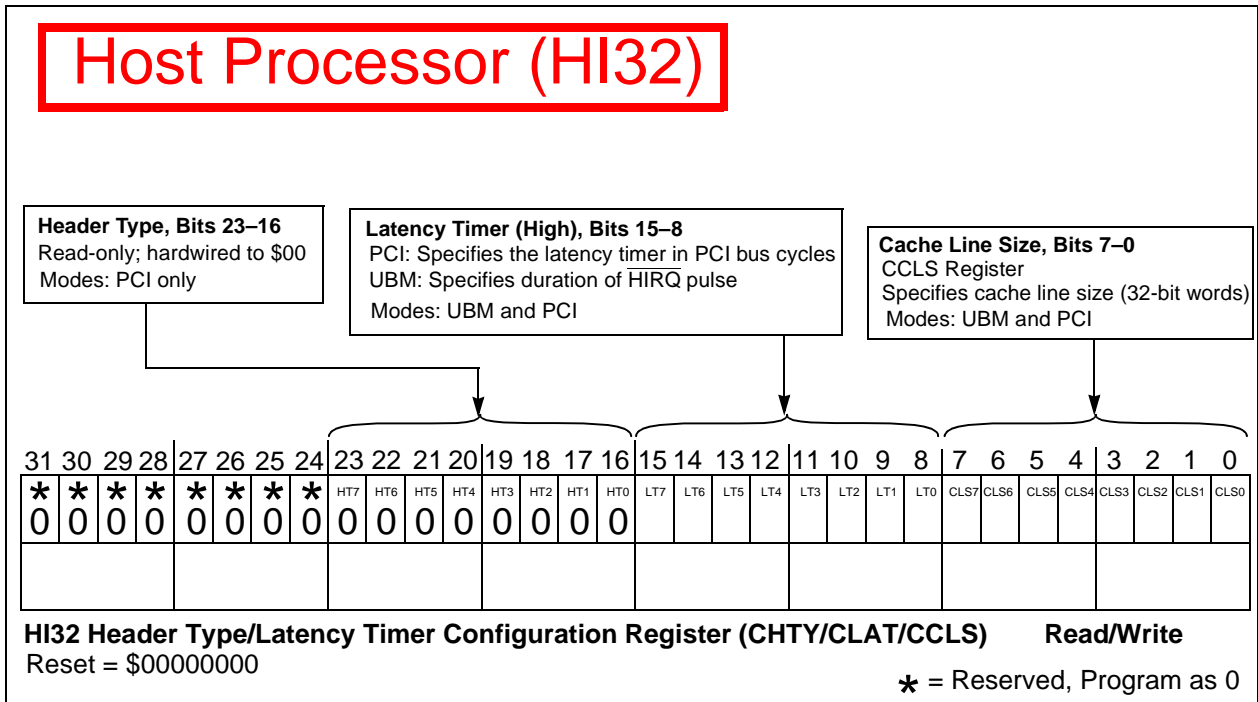 Host Processor (HI32)
Header Type, Bits 23–16
Read-only; hardwired to $00
Modes: PCI only
Latency Timer (High), Bits 15–8
PCI: Specifies the latency timer in PCI bus cycles
UBM: Specifies duration of HIRQ pulse
Modes: UBM and PCI
Cache Line Size, Bits 7–0
CCLS Register
Specifies cache line size (32-bit words)
Modes: UBM and PCI
31 30 29 28 27 26 25 24 23 22 21 20 19 18 17 16 15 14 13 12 11 10 9 8 7 6 5 4 3 2 1 0
* * * * * * * * HT7 HT6 HT5 HT4 HT3 HT2 HT1 HT0 LT7 LT6 LT5 LT4 LT3 LT2 LT1 LT0 CLS7 CLS6 CLS5 CLS4 CLS3 CLS2 CLS1 CLS0
0 0 0 0 0 0 0 0 0 0 0 0 0 0 0 0
HI32 Header Type/Latency Timer Configuration Register (CHTY/CLAT/CCLS) Read/Write
Reset = $00000000
* = Reserved, Program as 0